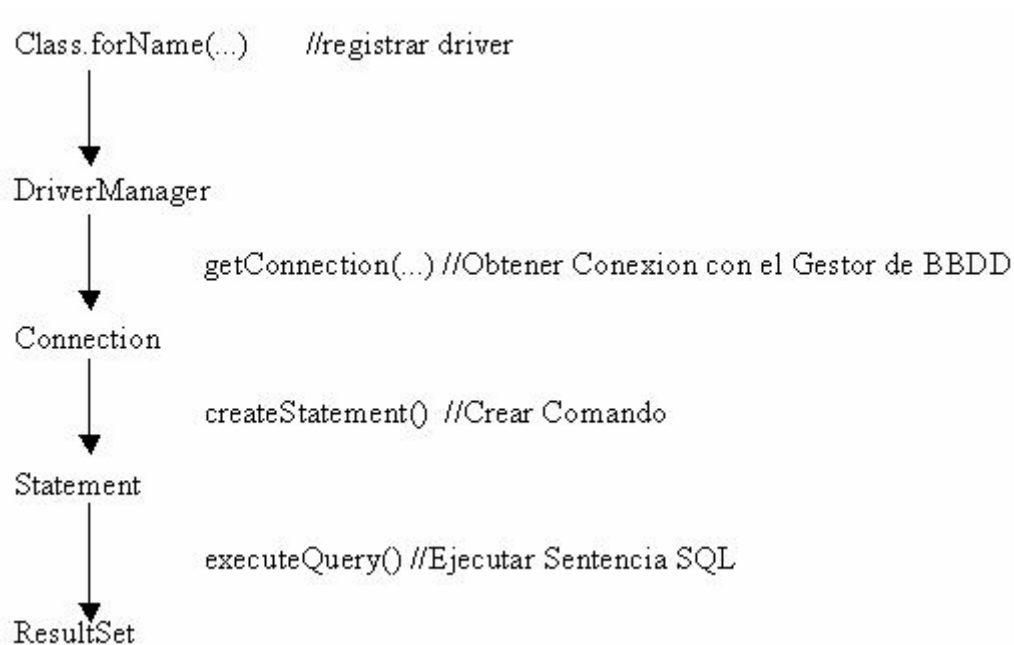 Class.forName(...) //registrar driver
DriverManager
getConnection(...) //Obtener Conexion con el Gestor de BBDD
Connection
createStatement() //Crear Comando
Statement
executeQuery() //Ejecutar Sentencia SQL
ResultSet